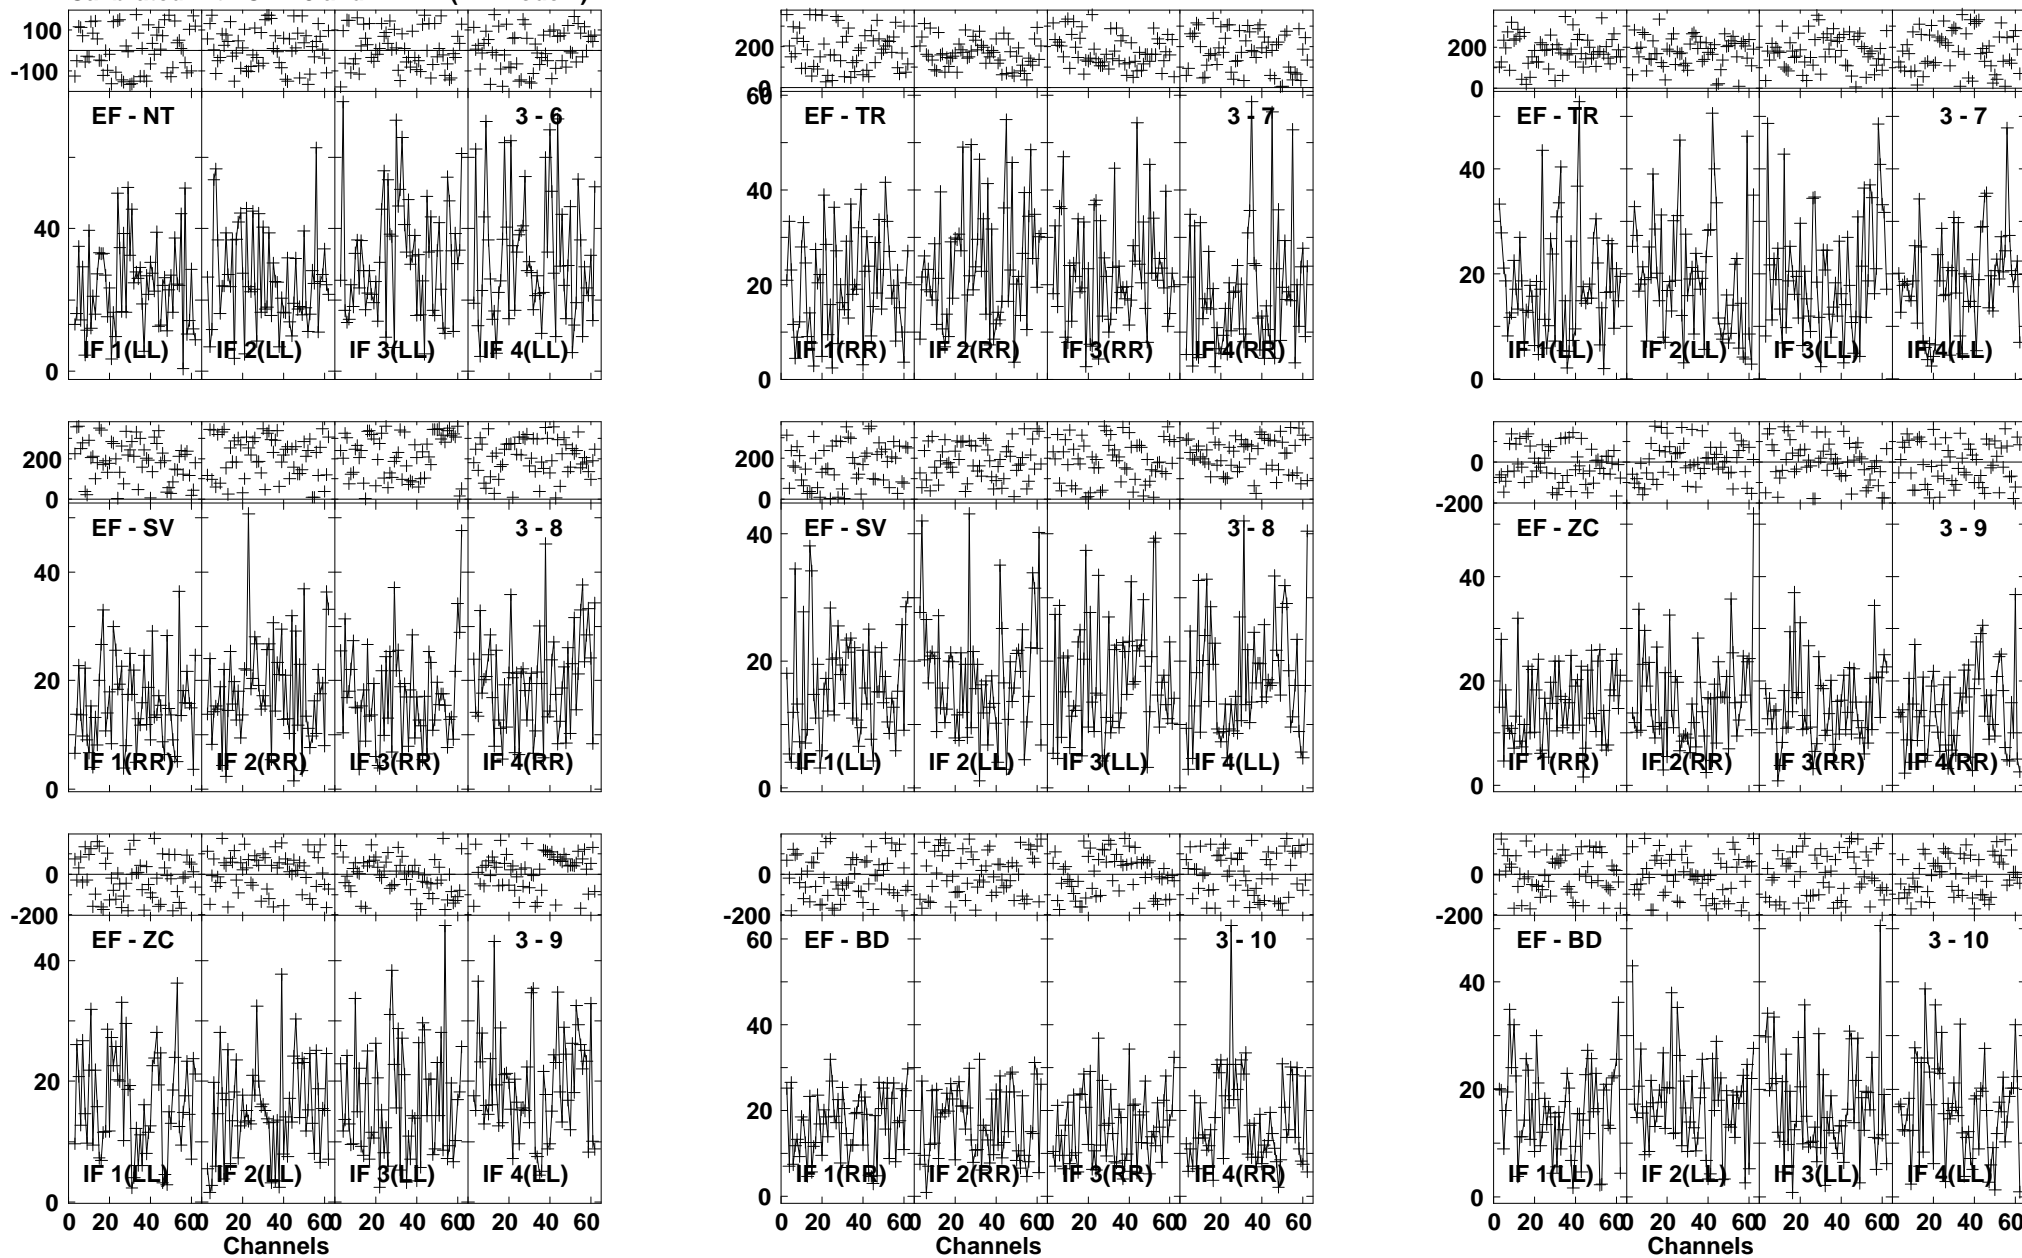 100
-100
EF - NT
3 - 6
40
0
IF 1(LL)
IF 2(LL)
IF 3(LL)
IF 4(LL)
200
0
60
EF - TR
3 - 7
40
20
0
IF 1(RR)
IF 2(RR)
IF 3(RR)
IF 4(RR)
200
0
EF - TR
3 - 7
40
20
0
IF 1(LL)
IF 2(LL)
IF 3(LL)
IF 4(LL)
200
0
EF - SV
3 - 8
40
20
0
IF 1(RR)
IF 2(RR)
IF 3(RR)
IF 4(RR)
200
0
EF - SV
3 - 8
40
20
0
IF 1(LL)
IF 2(LL)
IF 3(LL)
IF 4(LL)
0
-200
EF - ZC
3 - 9
40
20
0
IF 1(RR)
IF 2(RR)
IF 3(RR)
IF 4(RR)
0
-200
EF - ZC
3 - 9
40
20
0
IF 1(LL)
IF 2(LL)
IF 3(LL)
IF 4(LL)
0 20 40 60 0 20 40 60 0 20 40 60 0 20 40 60
Channels
0
-200
60
EF - BD
3 - 10
40
20
0
IF 1(RR)
IF 2(RR)
IF 3(RR)
IF 4(RR)
0 20 40 60 0 20 40 60 0 20 40 60 0 20 40 60
Channels
0
-200
EF - BD
3 - 10
40
20
0
IF 1(LL)
IF 2(LL)
IF 3(LL)
IF 4(LL)
0 20 40 60 0 20 40 60 0 20 40 60 0 20 40 60
Channels